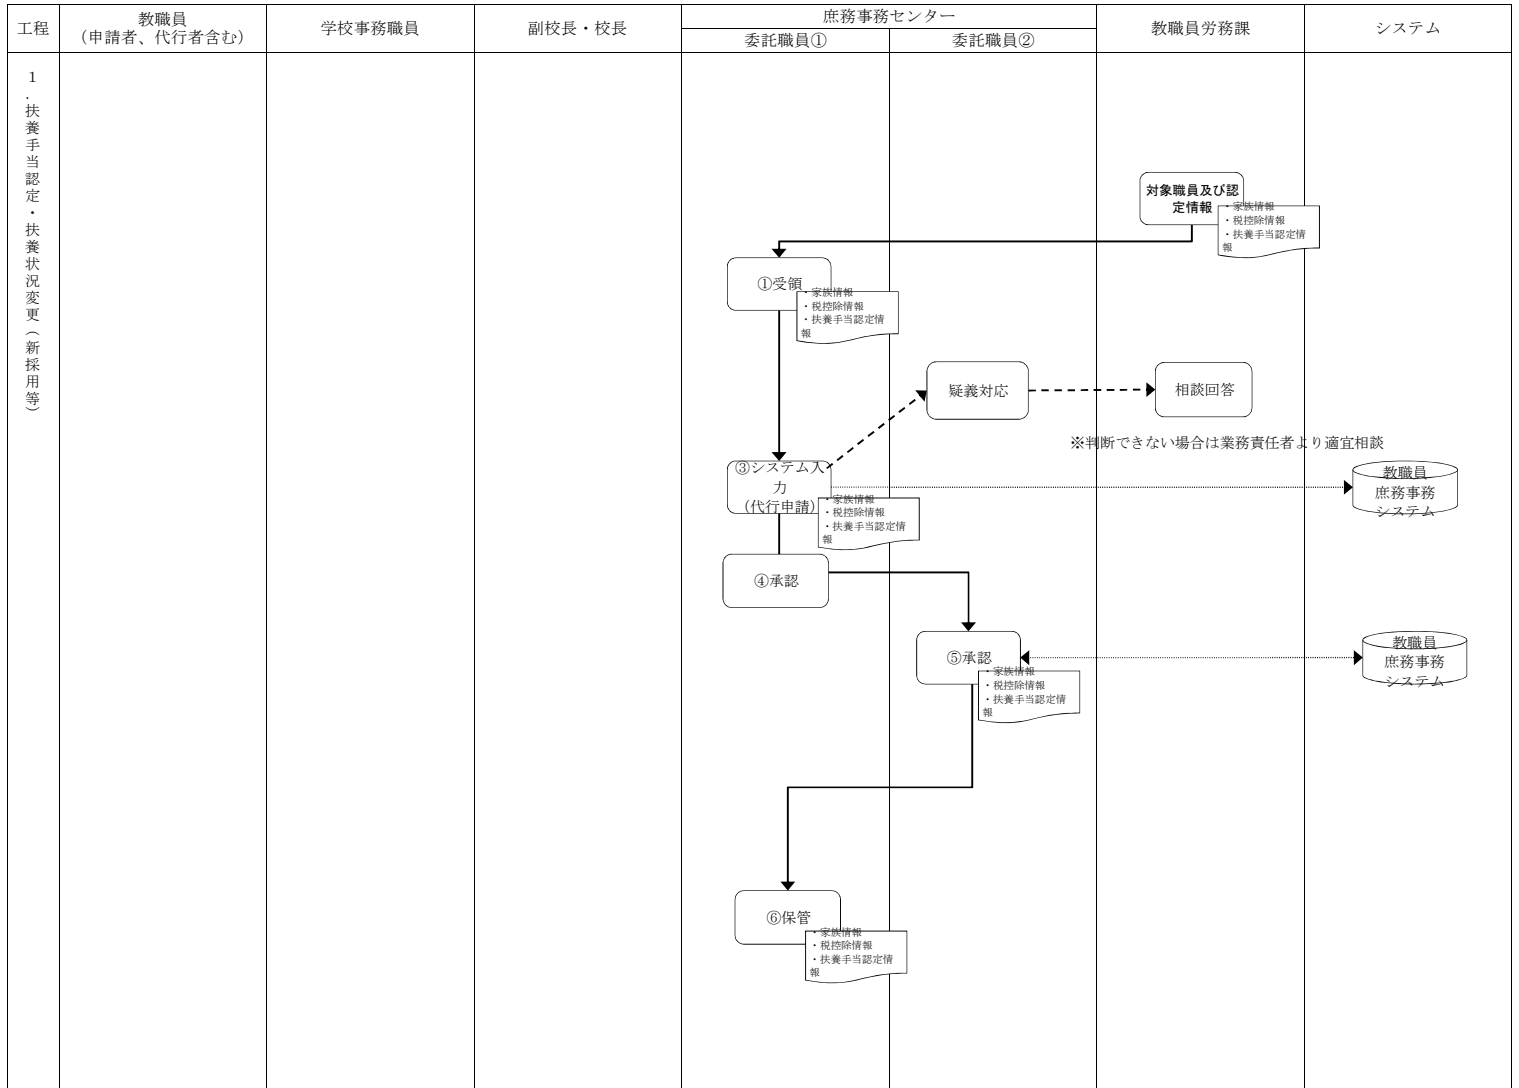 工程
教職員
（申請者、代行者含む）
学校事務職員
副校長・校長
庶務事務センター
委託職員①
委託職員②
教職員労務課
システム
1.扶養手当認定・扶養状況変更（新採用等）
対象職員及び認
定情報
・家族情報
・税控除情報
・扶養手当認定情
報
①受領
・家族情報
・税控除情報
・扶養手当認定情
報
疑義対応
相談回答
※判断できない場合は業務責任者より適宜相談
③システム入
力
（代行申請）
・家族情報
・税控除情報
・扶養手当認定情
報
教職員
庶務事務
システム
④承認
⑤承認
・家族情報
・税控除情報
・扶養手当認定情
報
教職員
庶務事務
システム
⑥保管
・家族情報
・税控除情報
・扶養手当認定情
報